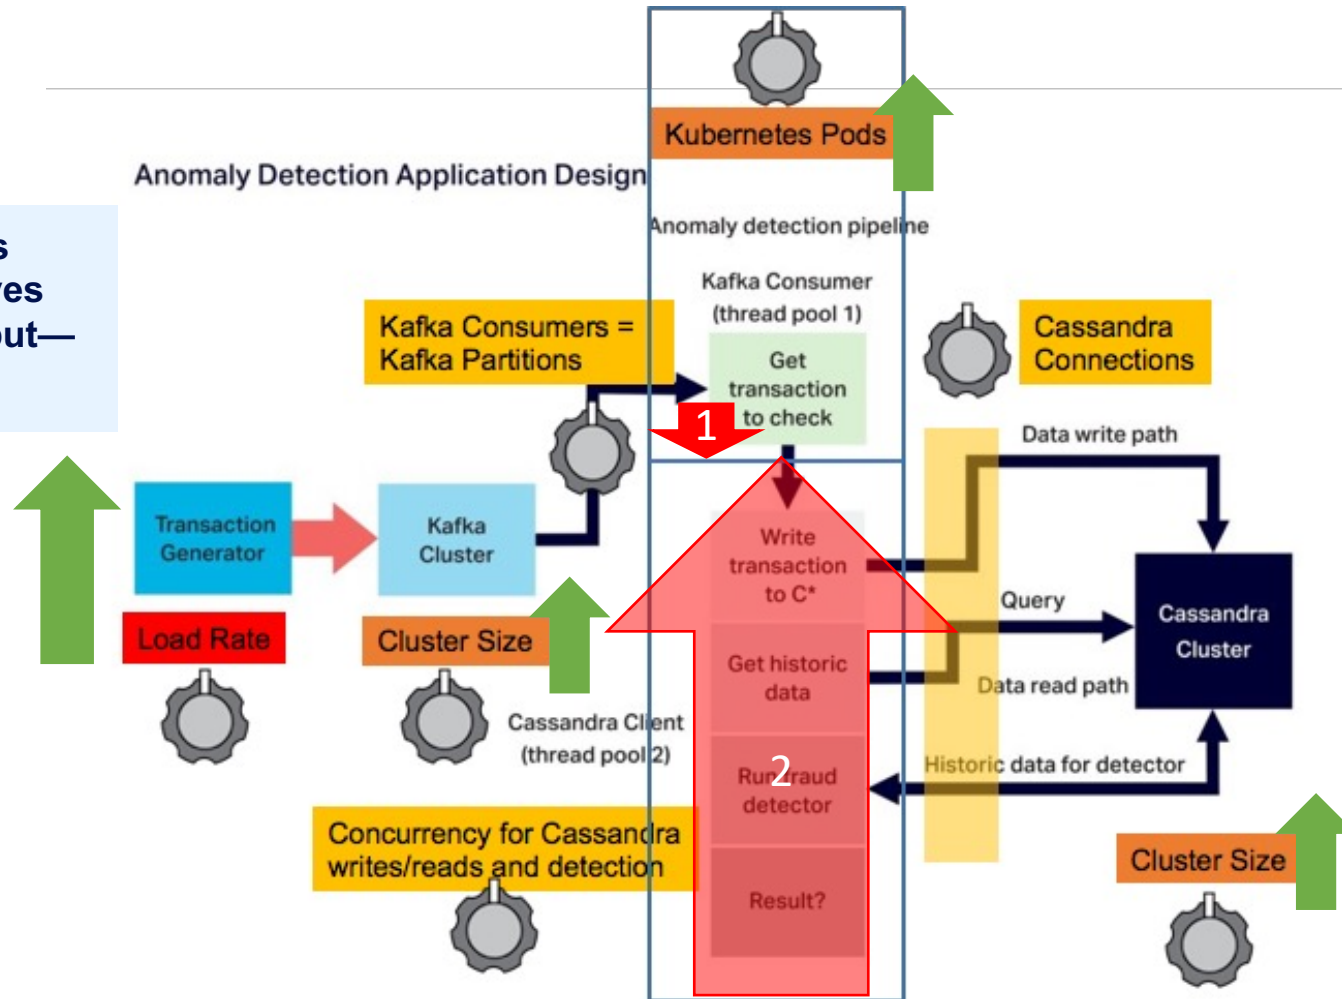 Kubernetes Pods
Anomaly Detection Application Design
Anomaly detection pipeline
Kafka Consumer
(thread pool 1)
Kafka Consumers =
Kafka Partitions
Get
transaction
to check
1
Cassandra
Connections
Data write path
Transaction
Generator
Kafka
Cluster
Write
transaction
to C*
Query
Cassandra
Cluster
Load Rate
Cluster Size
Get historic
data
Data read path
Cassandra Client
(thread pool 2)
Run fraud
detector
2
Historic data for detector
Concurrency for Cassandra
writes/reads and detection
Cluster Size
Result?